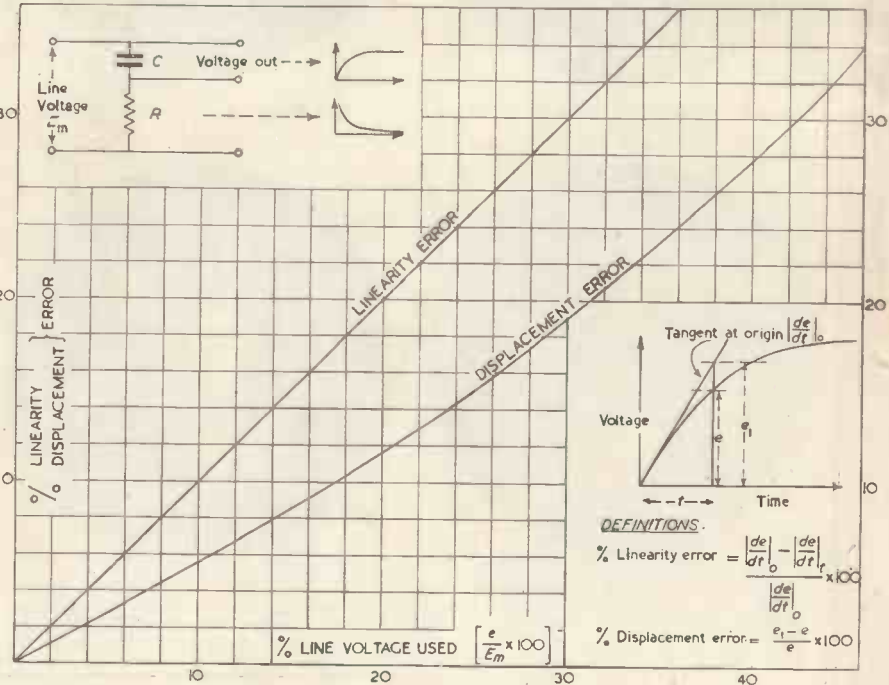 C
Voltage out
Line
Voltage
Em
R
30
30
LINEARITY ERROR
DISPLACEMENT ERROR
20
20
% LINEARITY
% DISPLACEMENT } ERROR
Tangent at origin |de/dt|o
Voltage
e
e₁
0
10
t
Time
DEFINITIONS.
% Linearity error = (|de/dt|o - |de/dt|t) / |de/dt|o × 100
% LINE VOLTAGE USED [e/Em × 100]
% Displacement error = (e₁ - e) / e × 100
10
20
30
40